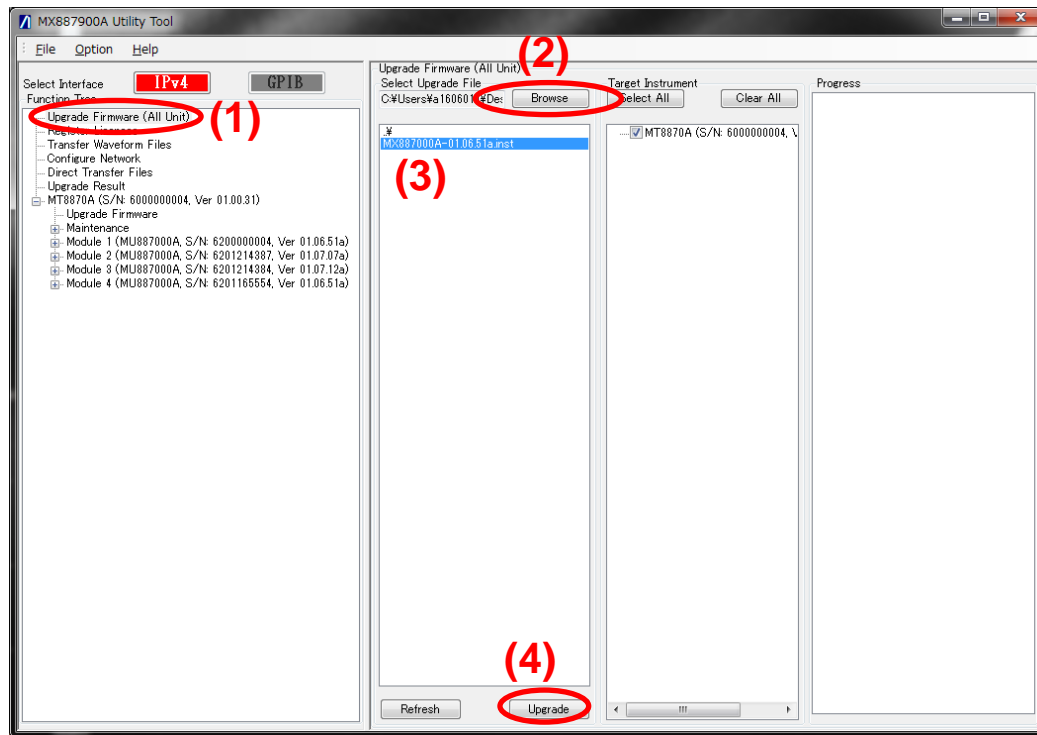 MX887900A Utility Tool
File Option Help
(2)
Select Interface IPv4 GPIB
Function Tree
Upgrade Firmware (All Unit)
(1)
Register Licenses
Transfer Waveform Files
Configure Network
Direct Transfer Files
Upgrade Result
MT8870A (S/N: 6000000004, Ver 01.00.31)
Upgrade Firmware
Maintenance
Module 1 (MU887000A, S/N: 6200000004, Ver 01.06.51a)
Module 2 (MU887000A, S/N: 6201214387, Ver 01.07.07a)
Module 3 (MU887000A, S/N: 6201214384, Ver 01.07.12a)
Module 4 (MU887000A, S/N: 6201165554, Ver 01.06.51a)
Upgrade Firmware (All Unit)
Select Upgrade File
C:¥Users¥a160601 ¥Des Browse
.¥
MX887000A-01.06.51a.inst
(3)
(4)
Refresh Upgrade
Target Instrument
Select All Clear All
MT8870A (S/N: 6000000004, V
Progress